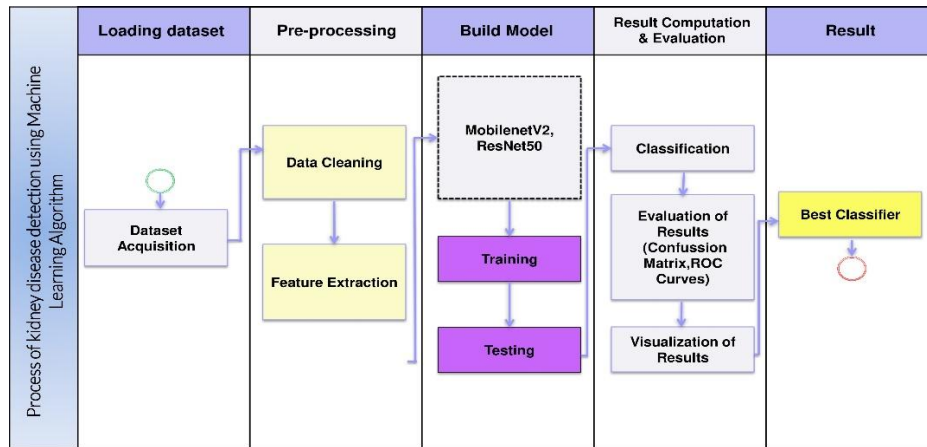 Loading dataset
Pre-processing
Build Model
Result Computation
& Evaluation
Result
Process of kidney disease detection using Machine
Learning Algorithm
Dataset
Acquisition
Data Cleaning
Feature Extraction
MobilenetV2,
ResNet50
Training
Testing
Classification
Evaluation of
Results
(Confussion
Matrix,ROC
Curves)
Visualization of
Results
Best Classifier